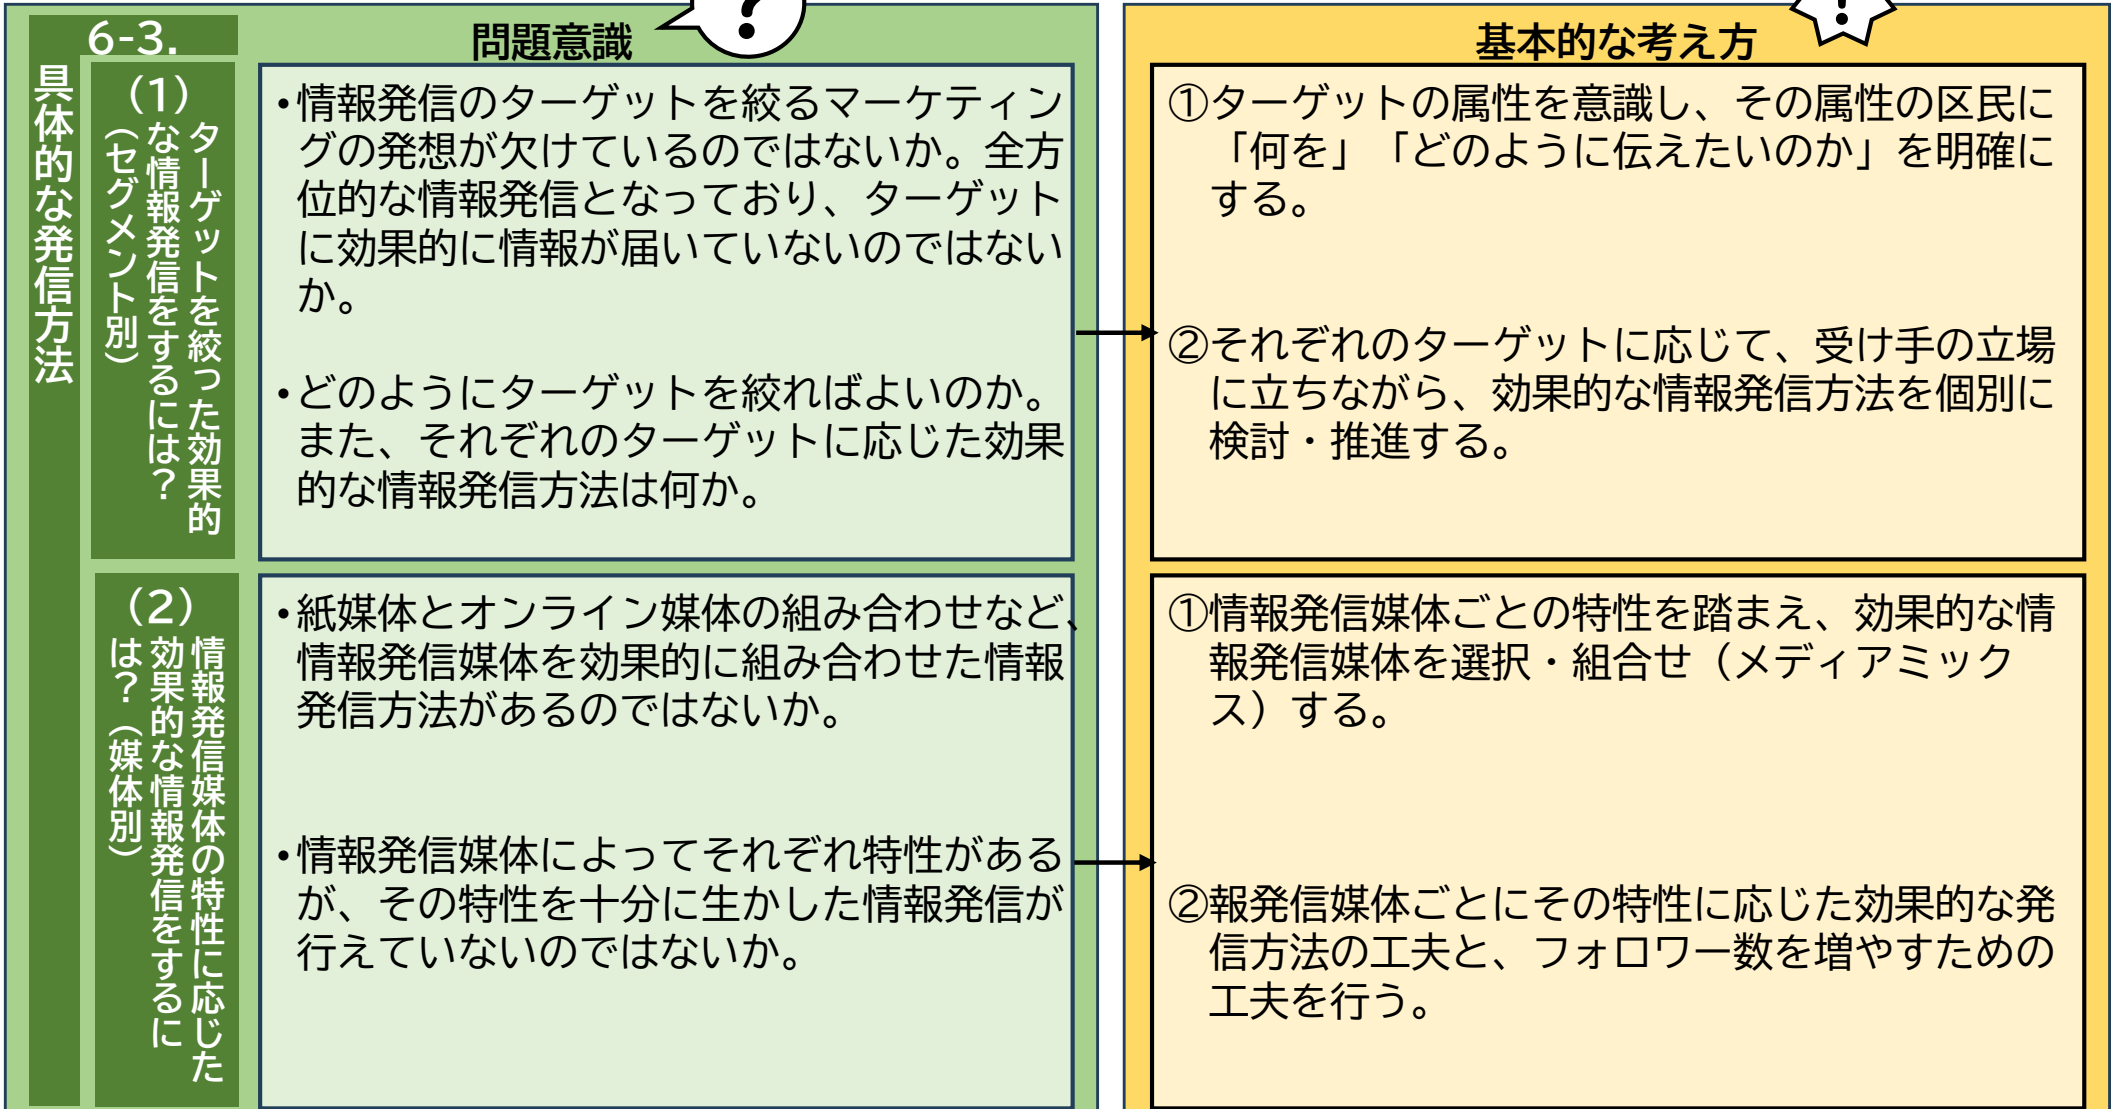 6-3.
具体的な発信方法
問題意識
?
基本的な考え方
!
(1)
ターゲットを絞った効果的
な情報発信をするには?
(セグメント別)
・情報発信のターゲットを絞るマーケティン
グの発想が欠けているのではないか。全方
位的な情報発信となっており、ターゲット
に効果的に情報が届いていないのではない
か。
・どのようにターゲットを絞ればよいのか。
また、それぞれのターゲットに応じた効果
的な情報発信方法は何か。
①ターゲットの属性を意識し、その属性の区民に
「何を」「どのように伝えたいのか」を明確に
する。
②それぞれのターゲットに応じて、受け手の立場
に立ちながら、効果的な情報発信方法を個別に
検討・推進する。
(2)
情報発信媒体の特性に応じた
効果的な情報発信をするに
は?(媒体別)
・紙媒体とオンライン媒体の組み合わせなど、
情報発信媒体を効果的に組み合わせた情報
発信方法があるのではないか。
・情報発信媒体によってそれぞれ特性がある
が、その特性を十分に生かした情報発信が
行えていないのではないか。
①情報発信媒体ごとの特性を踏まえ、効果的な情
報発信媒体を選択・組合せ(メディアミック
ス)する。
②報発信媒体ごとにその特性に応じた効果的な発
信方法の工夫と、フォロワー数を増やすための
工夫を行う。